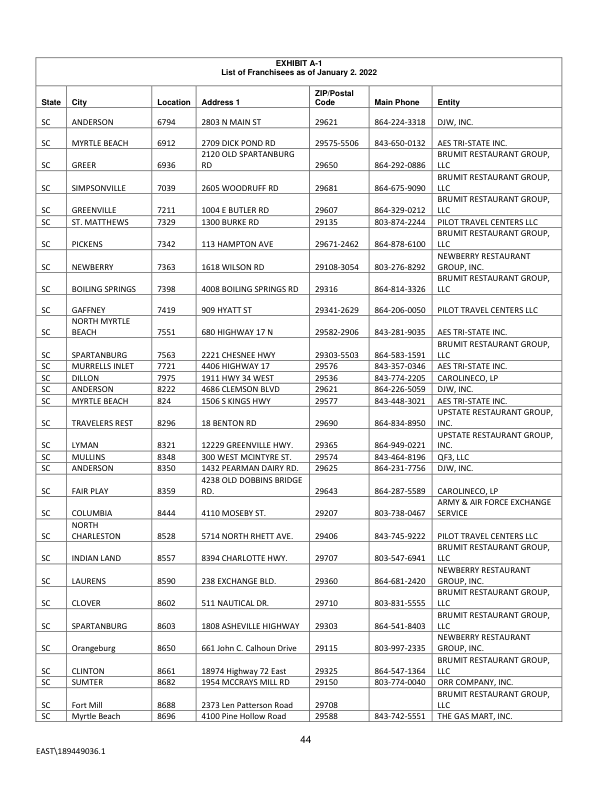 EXHIBIT A-1
List of Franchisees as of January 2. 2022
State City Location Address 1 ZIP/Postal Code Main Phone Entity
SC ANDERSON 6794 2803 N MAIN ST 29621 864-224-3318 DJW, INC.
SC MYRTLE BEACH 6912 2709 DICK POND RD 29575-5506 843-650-0132 AES TRI-STATE INC.
SC GREER 6936 2120 OLD SPARTANBURG RD 29650 864-292-0886 BRUMIT RESTAURANT GROUP, LLC
SC SIMPSONVILLE 7039 2605 WOODRUFF RD 29681 864-675-9090 BRUMIT RESTAURANT GROUP, LLC
SC GREENVILLE 7211 1004 E BUTLER RD 29607 864-329-0212 BRUMIT RESTAURANT GROUP, LLC
SC ST. MATTHEWS 7329 1300 BURKE RD 29135 803-874-2244 PILOT TRAVEL CENTERS LLC
SC PICKENS 7342 113 HAMPTON AVE 29671-2462 864-878-6100 BRUMIT RESTAURANT GROUP, LLC
SC NEWBERRY 7363 1618 WILSON RD 29108-3054 803-276-8292 NEWBERRY RESTAURANT GROUP, INC.
SC BOILING SPRINGS 7398 4008 BOILING SPRINGS RD 29316 864-814-3326 BRUMIT RESTAURANT GROUP, LLC
SC GAFFNEY 7419 909 HYATT ST 29341-2629 864-206-0050 PILOT TRAVEL CENTERS LLC
SC NORTH MYRTLE BEACH 7551 680 HIGHWAY 17 N 29582-2906 843-281-9035 AES TRI-STATE INC.
SC SPARTANBURG 7563 2221 CHESNEE HWY 29303-5503 864-583-1591 BRUMIT RESTAURANT GROUP, LLC
SC MURRELLS INLET 7721 4406 HIGHWAY 17 29576 843-357-0346 AES TRI-STATE INC.
SC DILLON 7975 1911 HWY 34 WEST 29536 843-774-2205 CAROLINECO, LP
SC ANDERSON 8222 4686 CLEMSON BLVD 29621 864-226-5059 DJW, INC.
SC MYRTLE BEACH 824 1506 S KINGS HWY 29577 843-448-3021 AES TRI-STATE INC.
SC TRAVELERS REST 8296 18 BENTON RD 29690 864-834-8950 UPSTATE RESTAURANT GROUP, INC.
SC LYMAN 8321 12229 GREENVILLE HWY. 29365 864-949-0221 UPSTATE RESTAURANT GROUP, INC.
SC MULLINS 8348 300 WEST MCINTYRE ST. 29574 843-464-8196 QF3, LLC
SC ANDERSON 8350 1432 PEARMAN DAIRY RD. 29625 864-231-7756 DJW, INC.
SC FAIR PLAY 8359 4238 OLD DOBBINS BRIDGE RD. 29643 864-287-5589 CAROLINECO, LP
SC COLUMBIA 8444 4110 MOSEBY ST. 29207 803-738-0467 ARMY & AIR FORCE EXCHANGE SERVICE
SC NORTH CHARLESTON 8528 5714 NORTH RHETT AVE. 29406 843-745-9222 PILOT TRAVEL CENTERS LLC
SC INDIAN LAND 8557 8394 CHARLOTTE HWY. 29707 803-547-6941 BRUMIT RESTAURANT GROUP, LLC
SC LAURENS 8590 238 EXCHANGE BLD. 29360 864-681-2420 NEWBERRY RESTAURANT GROUP, INC.
SC CLOVER 8602 511 NAUTICAL DR. 29710 803-831-5555 BRUMIT RESTAURANT GROUP, LLC
SC SPARTANBURG 8603 1808 ASHEVILLE HIGHWAY 29303 864-541-8403 BRUMIT RESTAURANT GROUP, LLC
SC Orangeburg 8650 661 John C. Calhoun Drive 29115 803-997-2335 NEWBERRY RESTAURANT GROUP, INC.
SC CLINTON 8661 18974 Highway 72 East 29325 864-547-1364 BRUMIT RESTAURANT GROUP, LLC
SC SUMTER 8682 1954 MCCRAYS MILL RD 29150 803-774-0040 ORR COMPANY, INC.
SC Fort Mill 8688 2373 Len Patterson Road 29708 BRUMIT RESTAURANT GROUP, LLC
SC Myrtle Beach 8696 4100 Pine Hollow Road 29588 843-742-5551 THE GAS MART, INC.
44
EAST\189449036.1